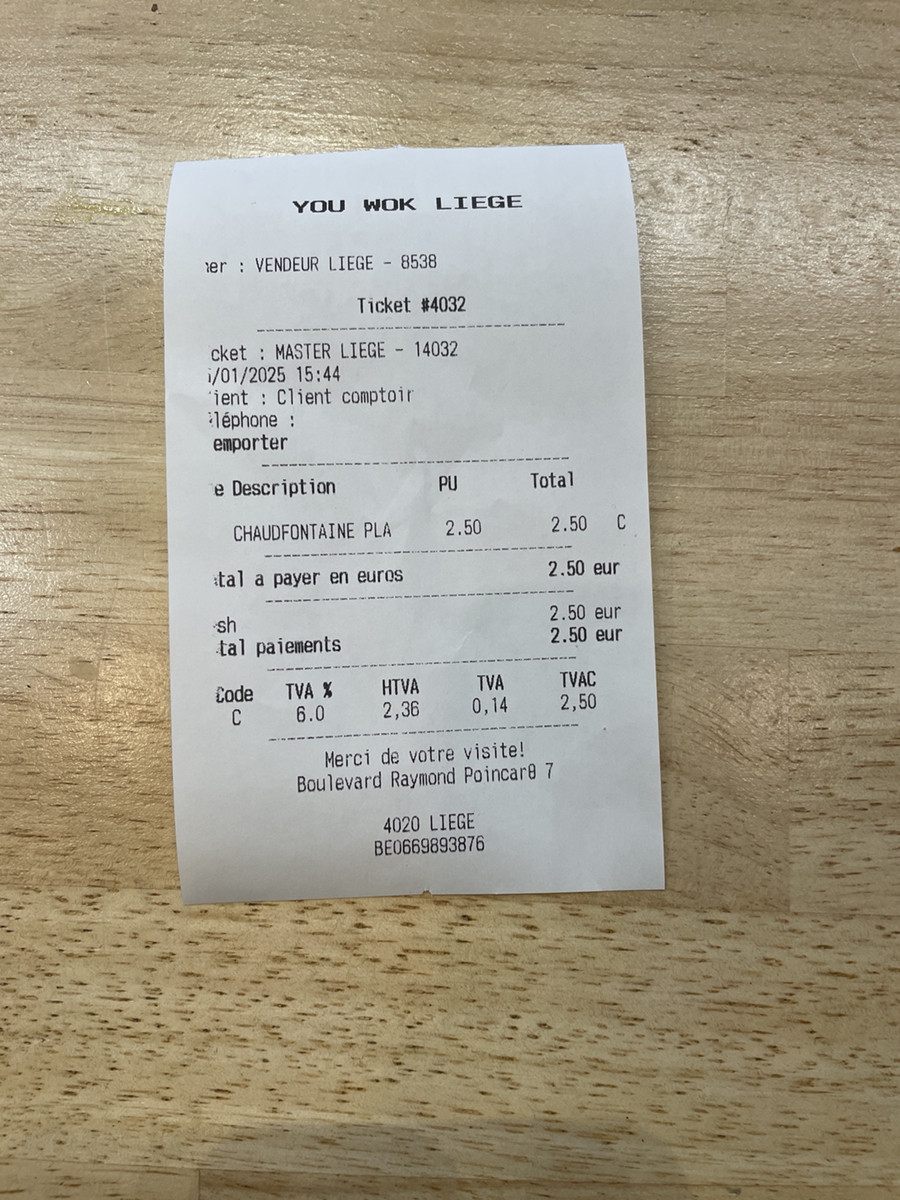 YOU WOK LIEGE
er : VENDEUR LIEGE - 8538
Ticket #4032
cket : MASTER LIEGE - 14032
/01/2025 15:44
ient : Client comptoir
léphone :
emporter
e Description PU Total
CHAUDFONTAINE PLA 2.50 2.50 C
tal a payer en euros 2.50 eur
sh 2.50 eur
tal paiements 2.50 eur
Code TVA % HTVA TVA TVAC
C 6.0 2,36 0,14 2,50
Merci de votre visite!
Boulevard Raymond Poincar0 7
4020 LIEGE
BE0669893876